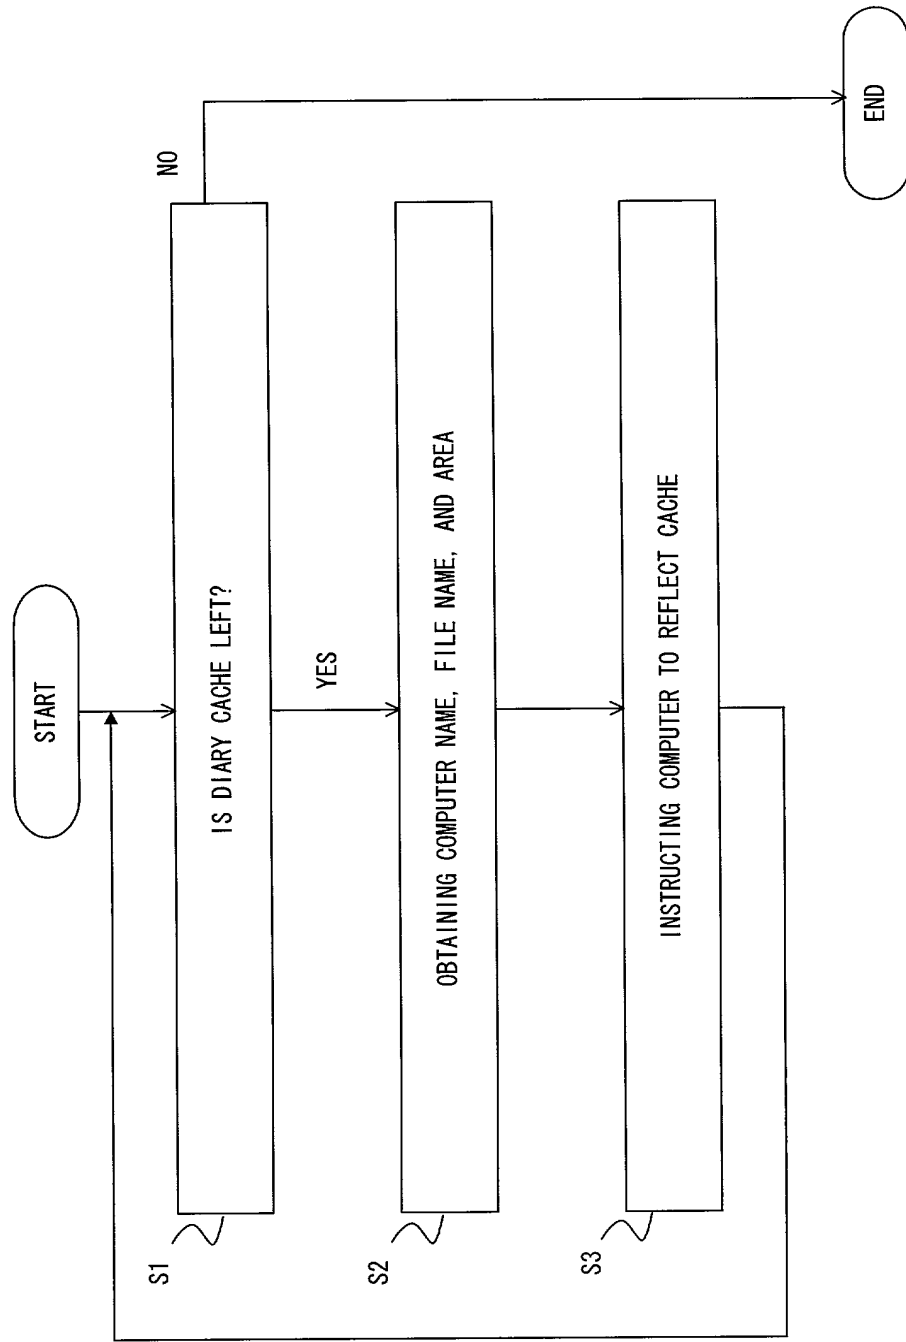 START
S1
IS DIARY CACHE LEFT?
NO
YES
S2
OBTAINING COMPUTER NAME, FILE NAME, AND AREA
S3
INSTRUCTING COMPUTER TO REFLECT CACHE
END